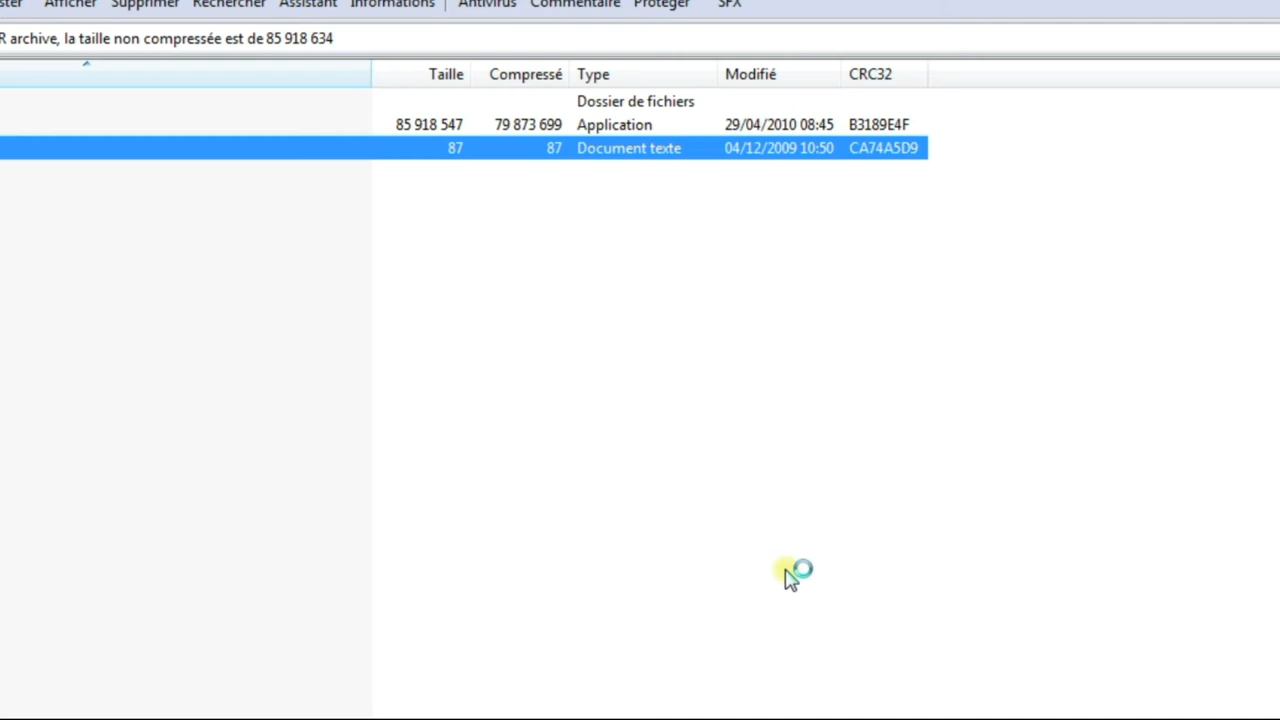 ster Afficher Supprimer Rechercher Assistant Informations Antivirus Commentaire Protéger SFX
R archive, la taille non compressée est de 85 918 634
Taille Compressé Type Modifié CRC32
Dossier de fichiers
85 918 547 79 873 699 Application 29/04/2010 08:45 B3189E4F
87 87 Document texte 04/12/2009 10:50 CA74A5D9